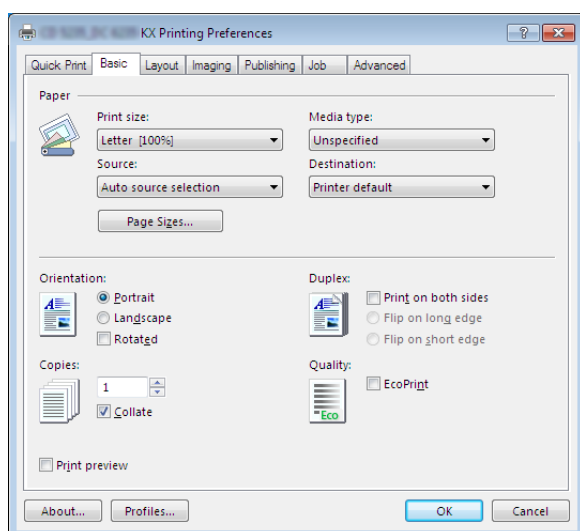 KX Printing Preferences
Quick Print Basic Layout Imaging Publishing Job Advanced
Paper
Print size: Media type:
Letter [100%] Unspecified
Source: Destination:
Auto source selection Printer default
Page Sizes...
Orientation: Duplex:
Portrait Print on both sides
Landscape Flip on long edge
Rotated Flip on short edge
Copies: Quality:
1 EcoPrint
Collate
Eco
Print preview
About... Profiles... OK Cancel